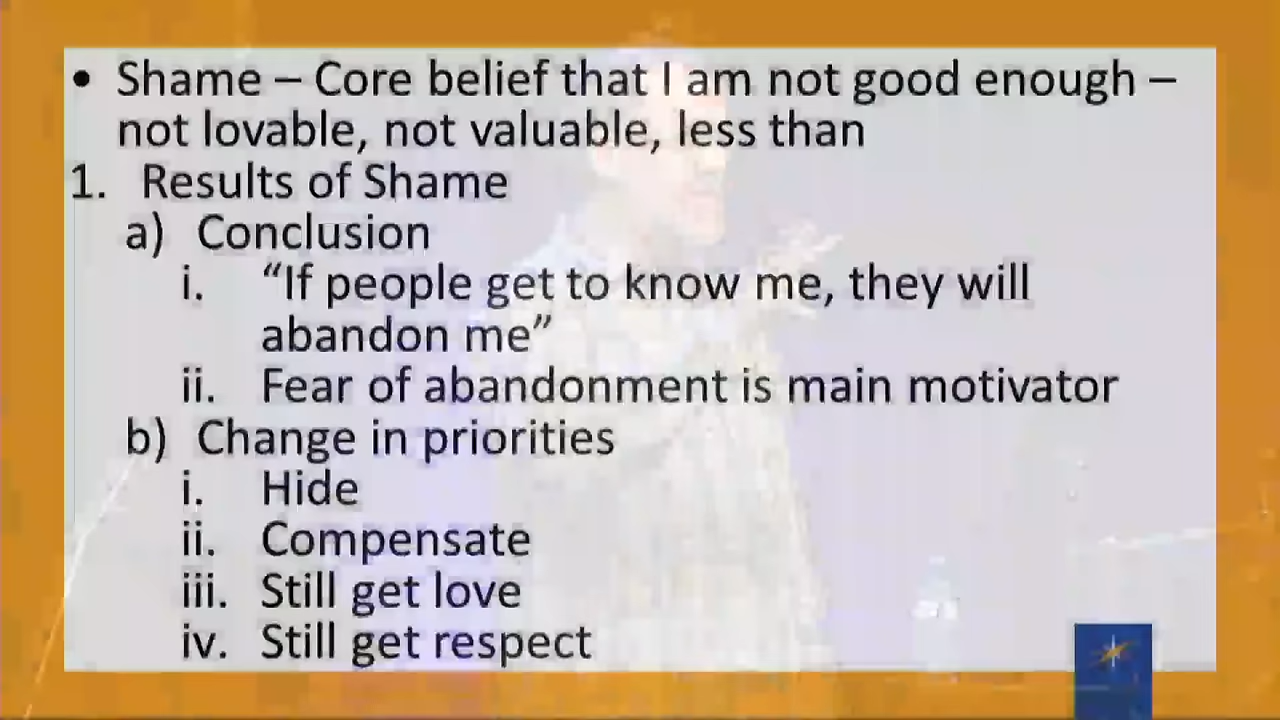 • Shame – Core belief that I am not good enough –
not lovable, not valuable, less than
1. Results of Shame
a) Conclusion
i. “If people get to know me, they will
abandon me”
ii. Fear of abandonment is main motivator
b) Change in priorities
i. Hide
ii. Compensate
iii. Still get love
iv. Still get respect